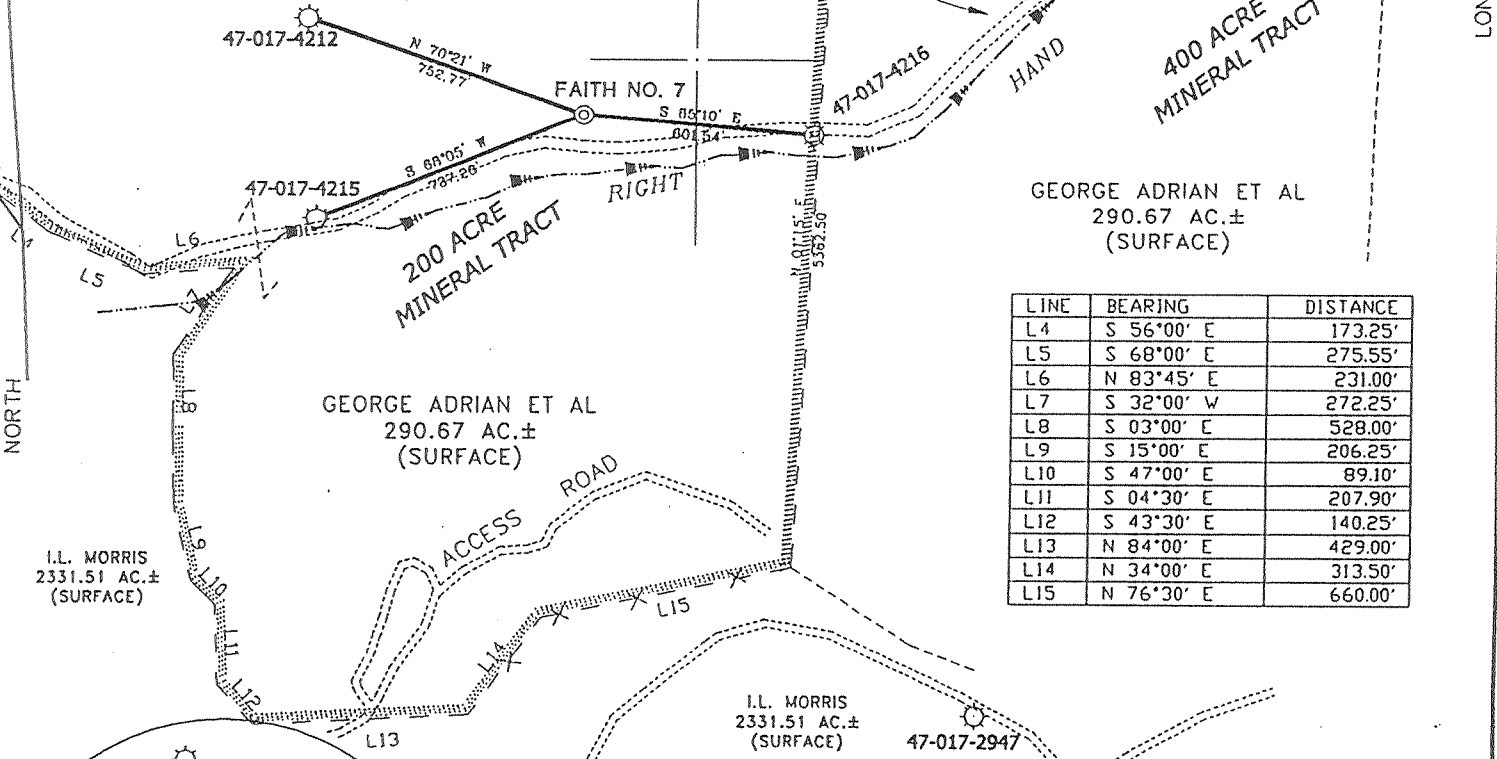 47-017-4212
N 70°21' W
752.77'
FAITH NO. 7
S 85°10' E
601.54'
47-017-4216
HAND
400 ACRE
MINERAL TRACT
S 68°05' W
737.26'
47-017-4215
RIGHT
200 ACRE
MINERAL TRACT
N 01°15' E
5362.50
GEORGE ADRIAN ET AL
290.67 AC.±
(SURFACE)
L5
L6
L7
L8
NORTH
GEORGE ADRIAN ET AL
290.67 AC.±
(SURFACE)
LINE BEARING DISTANCE
L4 S 56°00' E 173.25'
L5 S 68°00' E 275.55'
L6 N 83°45' E 231.00'
L7 S 32°00' W 272.25'
L8 S 03°00' E 528.00'
L9 S 15°00' E 206.25'
L10 S 47°00' E 89.10'
L11 S 04°30' E 207.90'
L12 S 43°30' E 140.25'
L13 N 84°00' E 429.00'
L14 N 34°00' E 313.50'
L15 N 76°30' E 660.00'
ACCESS ROAD
I.L. MORRIS
2331.51 AC.±
(SURFACE)
L9
L10
L11
L12
L13
L14
L15
I.L. MORRIS
2331.51 AC.±
(SURFACE)
47-017-2947